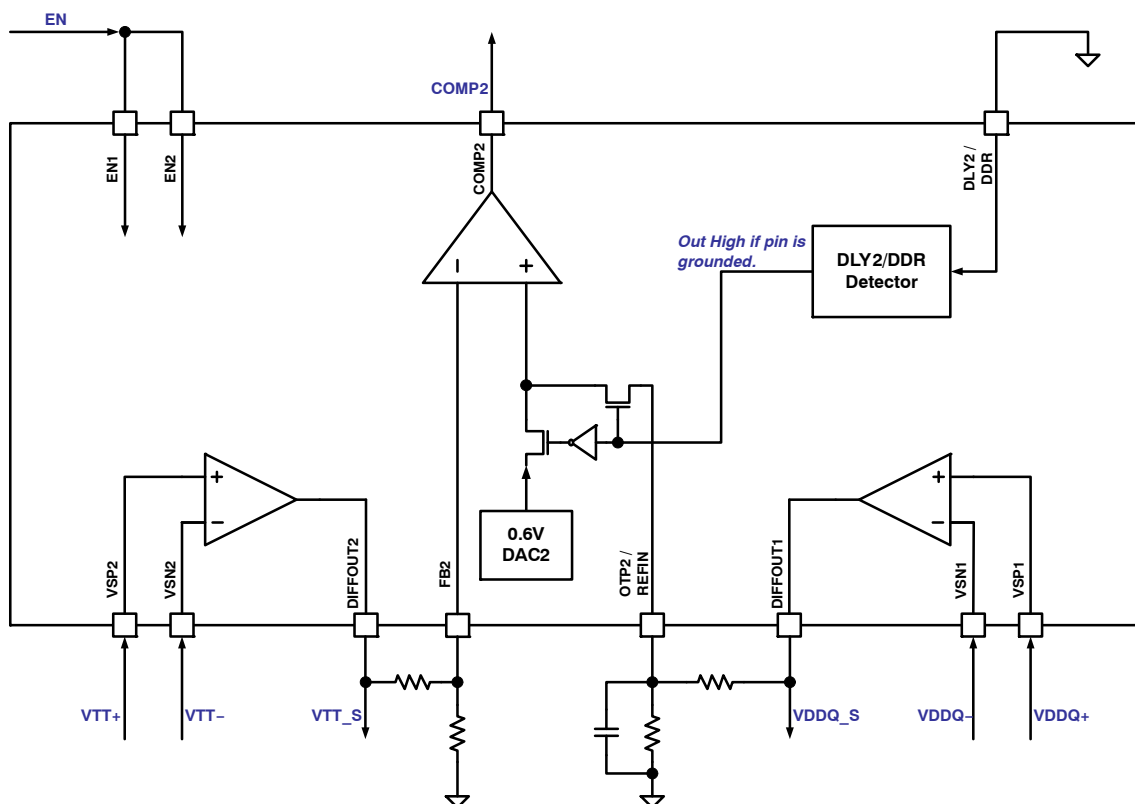 EN
COMP2
EN1
EN2
COMP2
DLY2 /
DDR
Out High if pin is
grounded.
DLY2/DDR
Detector
0.6V
DAC2
VSP2
VSN2
DIFFOUT2
FB2
OTP2 /
REFIN
DIFFOUT1
VSN1
VSP1
VTT+
VTT−
VTT_S
VDDQ_S
VDDQ−
VDDQ+